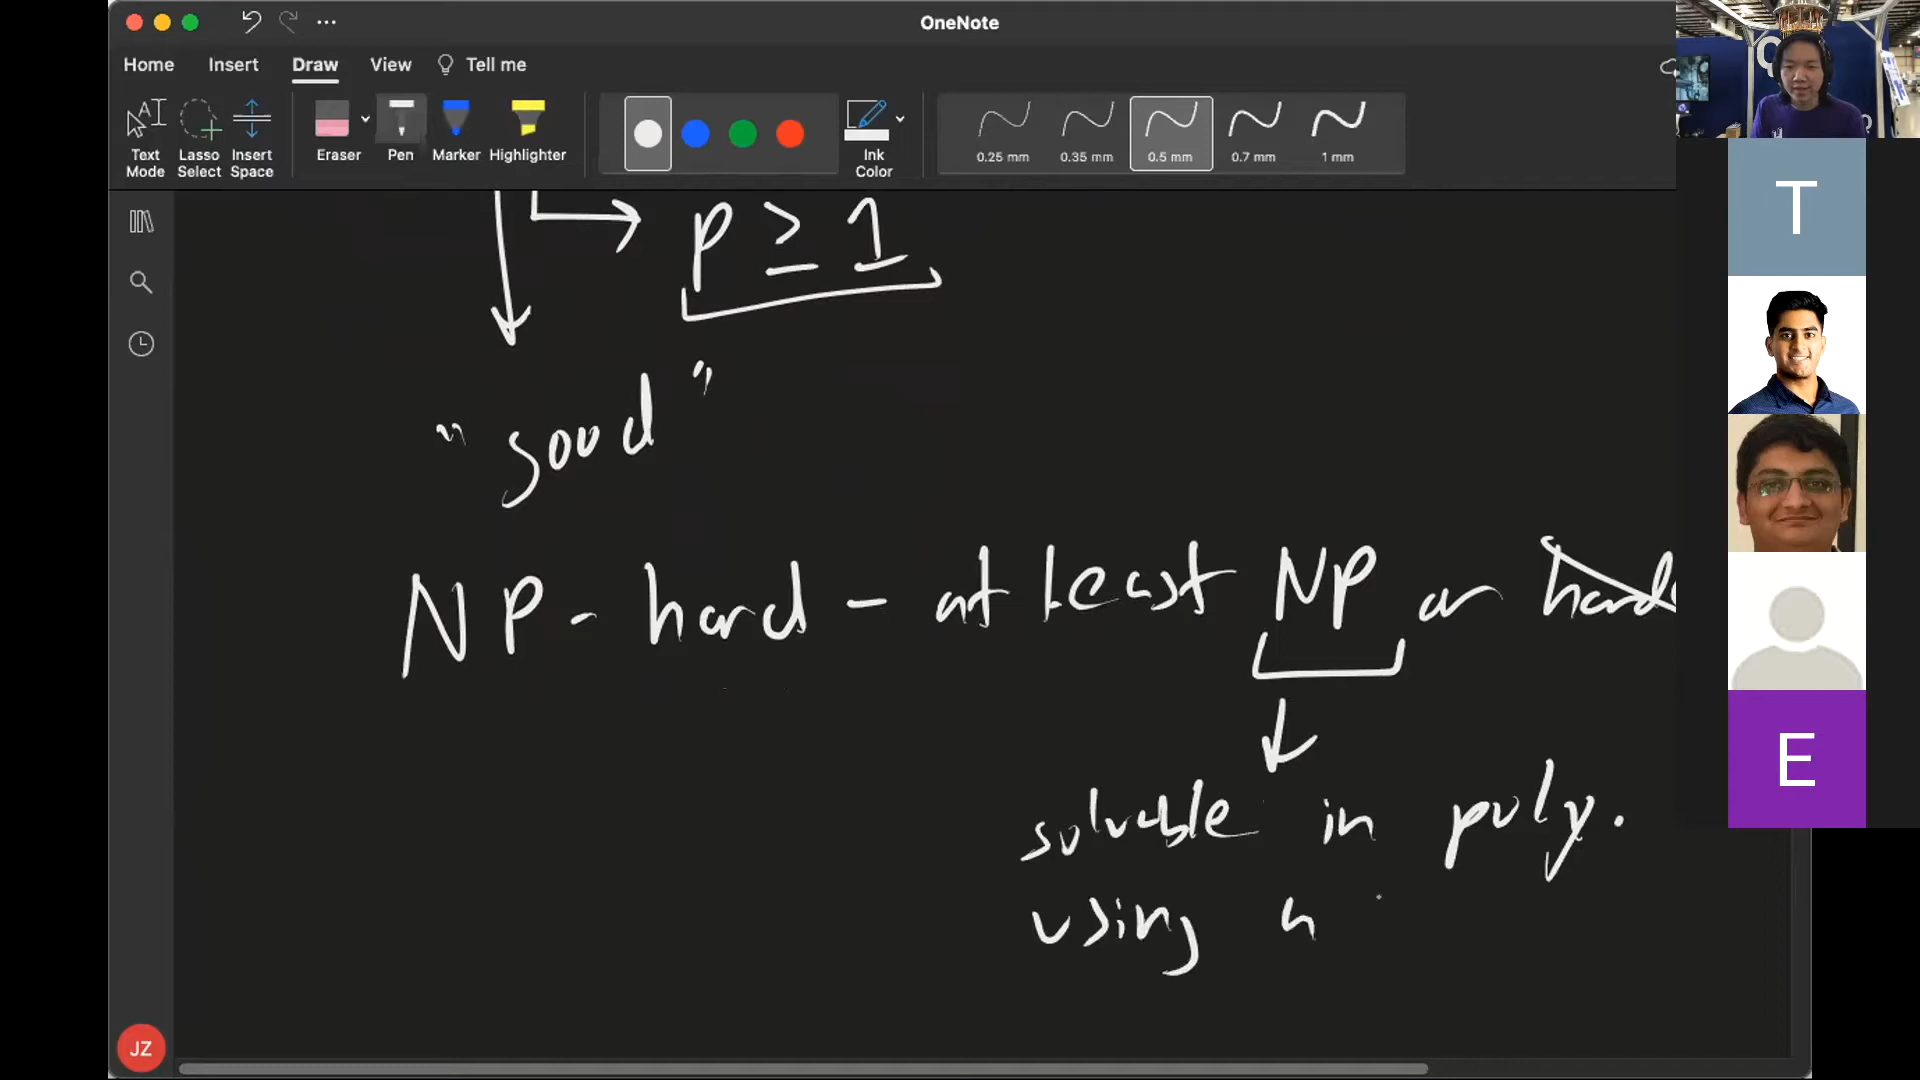 OneNote
Home Insert Draw View Tell me
Text Mode
Lasso Select
Insert Space
Eraser
Pen
Marker
Highlighter
Ink Color
0.25 mm
0.35 mm
0.5 mm
0.7 mm
1 mm
p ≥ 1
"good"
NP-hard - at least NP or
solvable in poly.
using
T
E
JZ